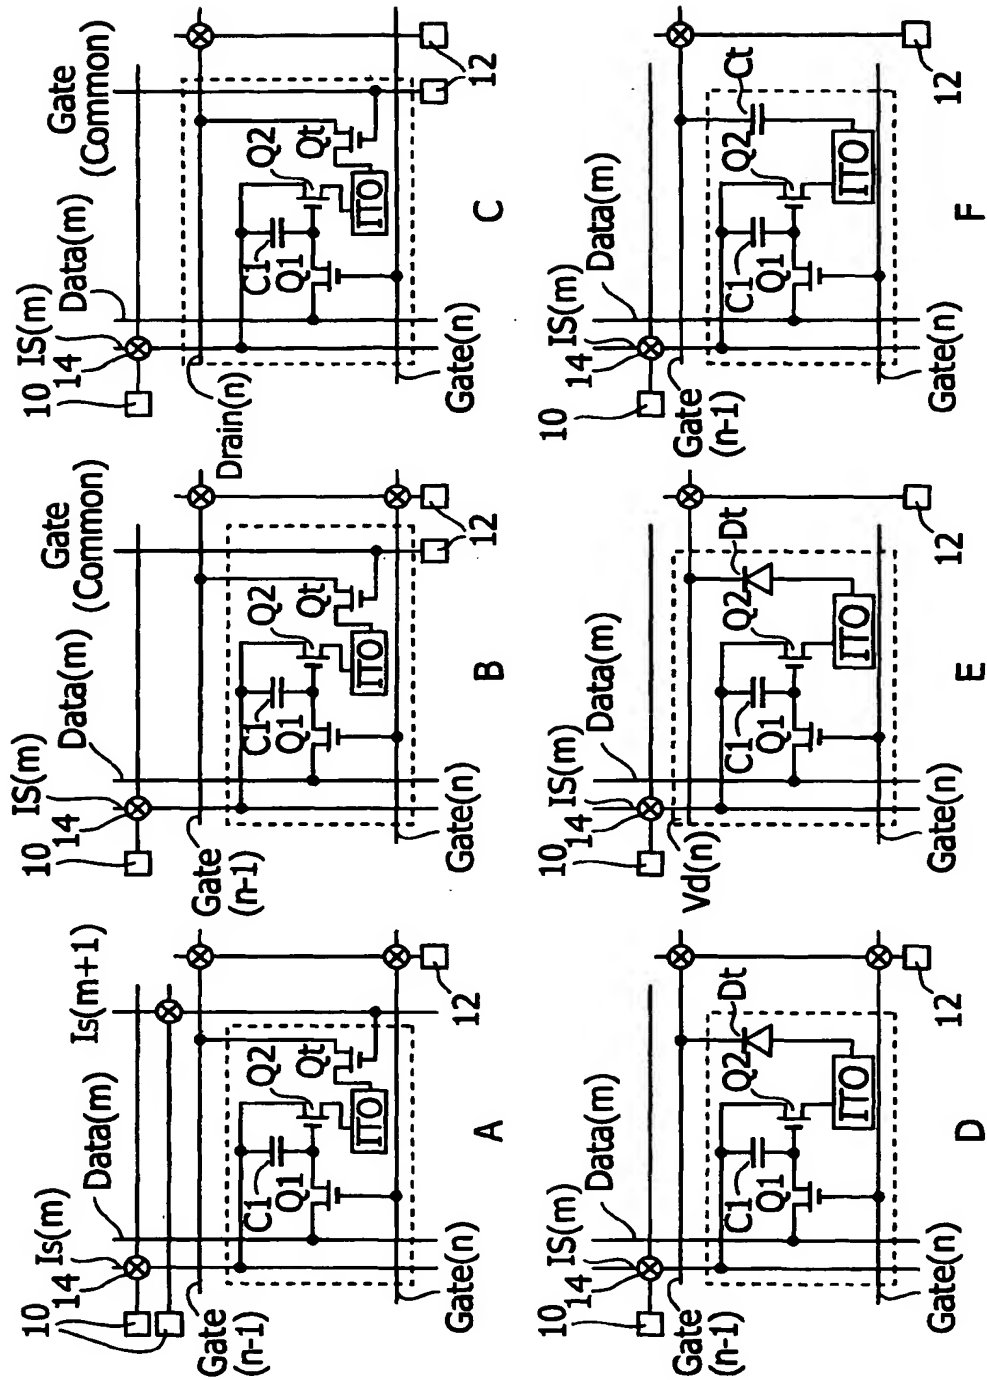 Is(m)
Data(m)
Is(m+1)
10
14
C1
Q1
Q2
Qt
ITO
Gate
(n-1)
Gate(n)
12
A
IS(m)
Data(m)
Gate
(Common)
10
14
C1
Q1
Q2
Qt
ITO
Gate
(n-1)
Gate(n)
12
B
IS(m)
Data(m)
Gate
(Common)
10
14
C1
Q1
Q2
Qt
ITO
Drain(n)
Gate(n)
12
C
IS(m)
Data(m)
10
14
C1
Q1
Q2
Dt
ITO
Gate
(n-1)
Gate(n)
12
D
IS(m)
Data(m)
10
14
C1
Q1
Q2
Dt
ITO
Vd(n)
Gate(n)
12
E
IS(m)
Data(m)
10
14
C1
Q1
Q2
Ct
ITO
Gate
(n-1)
Gate(n)
12
F